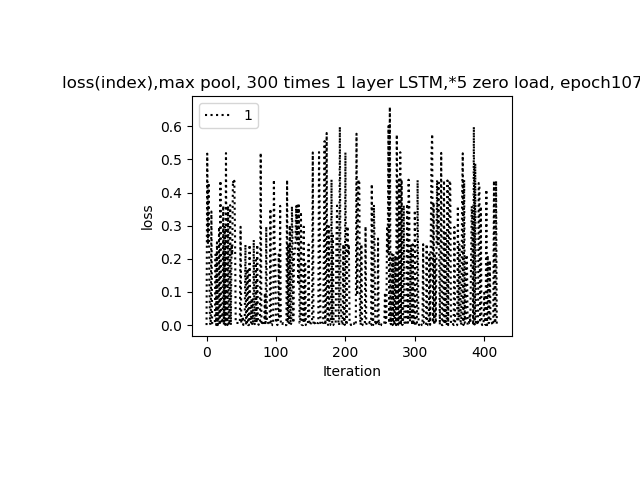 loss(index),max pool, 300 times 1 layer LSTM,*5 zero load, epoch107
1
0.6
0.5
0.4
0.3
0.2
0.1
0.0
loss
0 100 200 300 400
Iteration